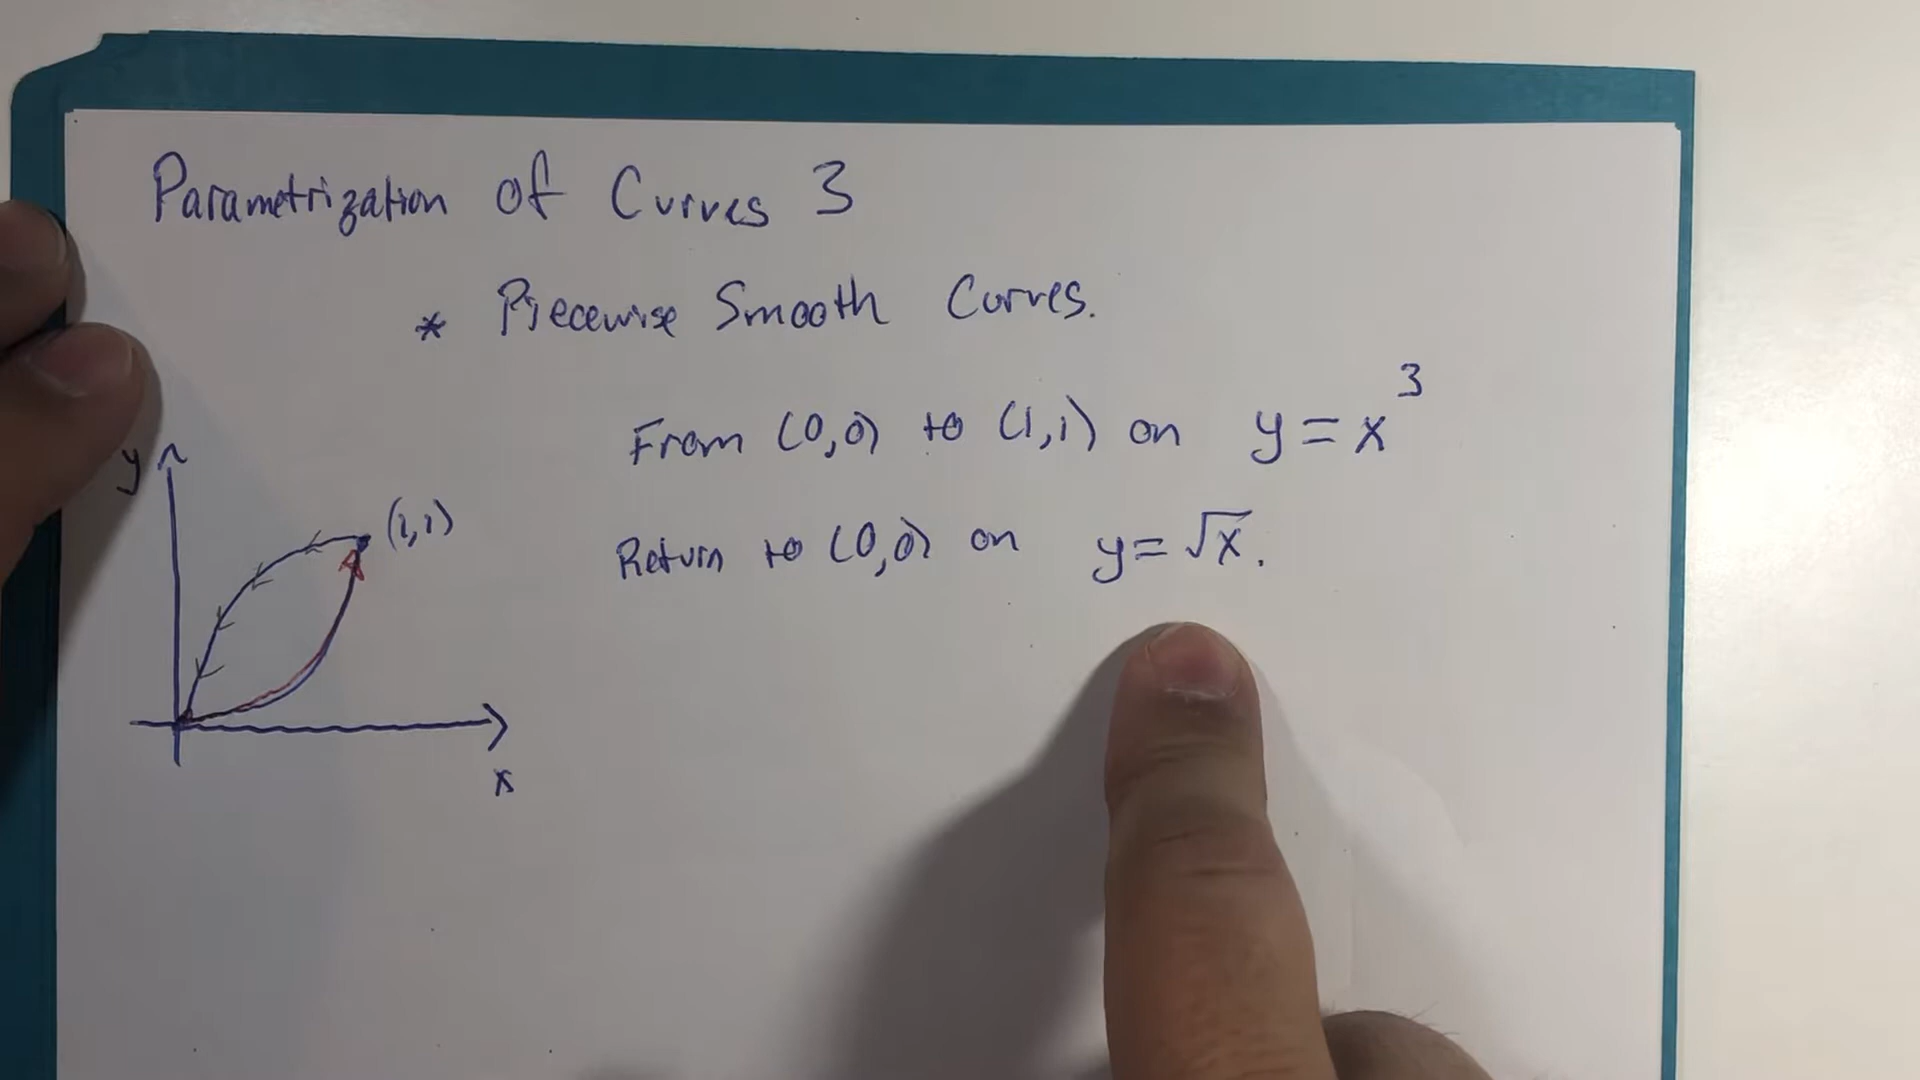 Parametrization of Curves 3
* Piecewise Smooth Curves.
From (0,0) to (1,1) on y = x³
Return to (0,0) on y = √x.
y
(1,1)
x